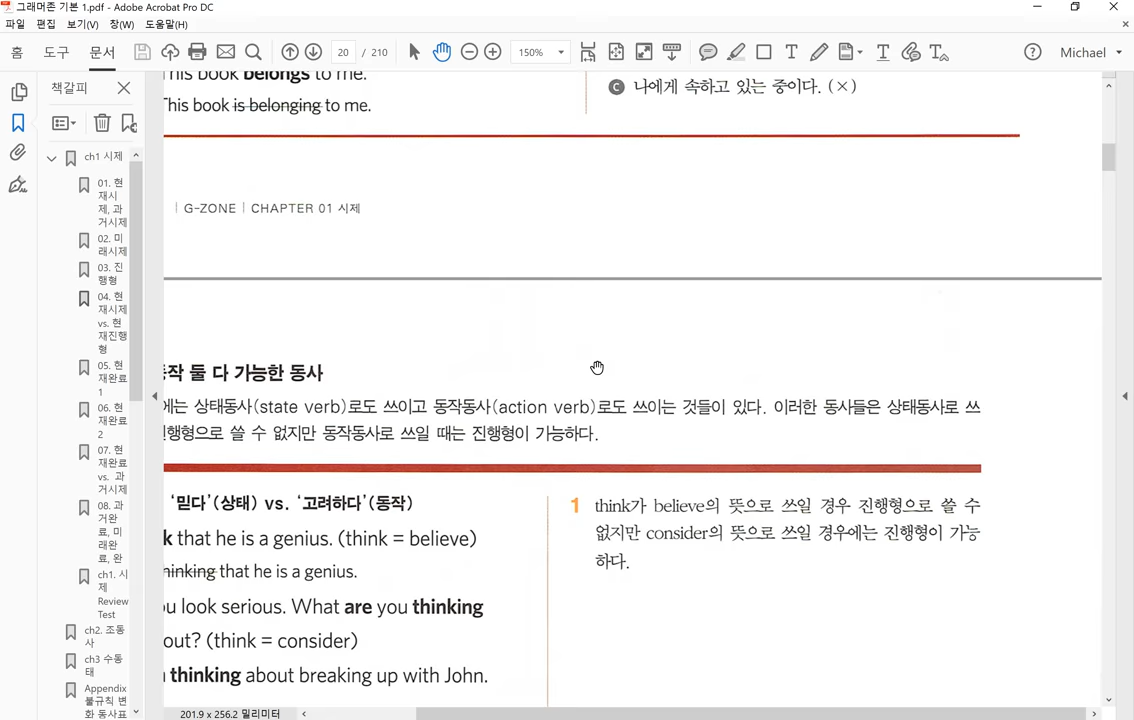 그래머존 기본 1.pdf - Adobe Acrobat Pro DC
파일 편집 보기(V) 창(W) 도움말(H)
홈 도구 문서 20 / 210 150% Michael
책갈피
ch1 시제
01. 현
재시
제, 과
거시제
02. 미
래시제
03. 진
행형
04. 현
재시제
vs. 현
재진행
형
05. 현
재완료
1
06. 현
재완료
2
07. 현
재완료
vs. 과
거시제
08. 과
거완
료, 미
래완
료, 완
ch1. 시
제
Review
Test
ch2. 조동
사
ch3 수동
태
Appendix
불규칙 변
화 동사표
This book belongs to me.
This book is belonging to me.
C 나에게 속하고 있는 중이다. (×)
G-ZONE | CHAPTER 01 시제
동작 둘 다 가능한 동사
에는 상태동사(state verb)로도 쓰이고 동작동사(action verb)로도 쓰이는 것들이 있다. 이러한 동사들은 상태동사로 쓰
진행형으로 쓸 수 없지만 동작동사로 쓰일 때는 진행형이 가능하다.
‘믿다’(상태) vs. ‘고려하다’(동작)
k that he is a genius. (think = believe)
hinking that he is a genius.
ou look serious. What are you thinking
out? (think = consider)
thinking about breaking up with John.
1 think가 believe의 뜻으로 쓰일 경우 진행형으로 쓸 수
없지만 consider의 뜻으로 쓰일 경우에는 진행형이 가능
하다.
201.9 x 256.2 밀리미터